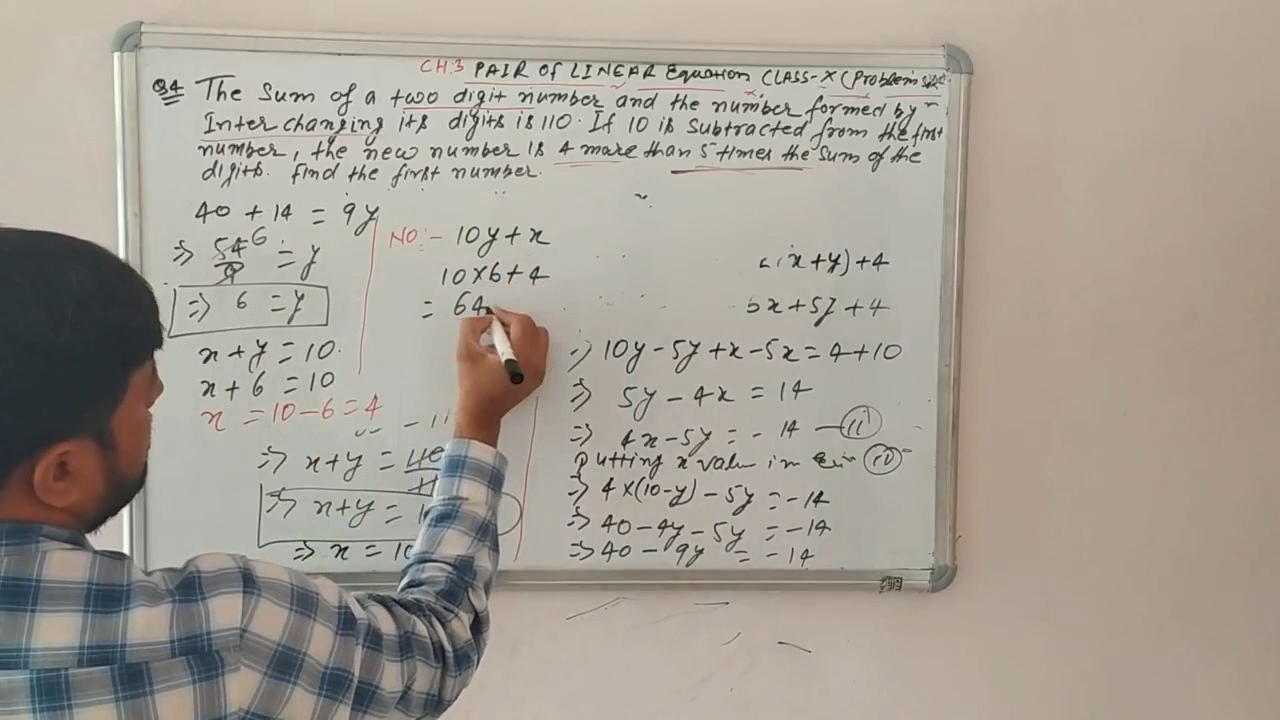 CH:3 PAIR OF LINEAR Equation CLASS-X (Problem
Q4 The Sum of a two digit number and the number formed by
Interchanging its digits is 110. If 10 is subtracted from the first
number, the new number is 4 more than 5 times the sum of the
digits. find the first number.
40 + 14 = 9y
⇒ 54/9 6 = y
⇒ 6 = y
x + y = 10.
x + 6 = 10
x = 10 - 6 = 4
⇒ x + y =
⇒ x + y =
⇒ x = 10
NO:- 10y + x
10 × 6 + 4
= 64
(x + y) + 4
5x + 5y + 4
⇒ 10y - 5y + x - 5x = 4 + 10
⇒ 5y - 4x = 14
⇒ 4x - 5y = - 14 — (ii)
putting x value in
⇒ 4 × (10 - y) - 5y = -14
⇒ 40 - 4y - 5y = -14
⇒ 40 - 9y = -14